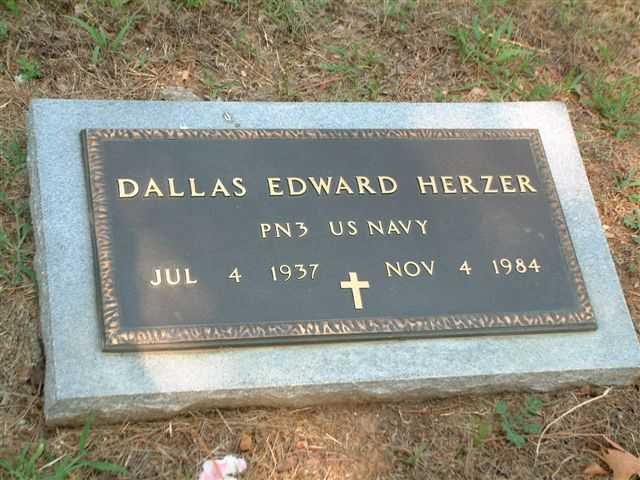 DALLAS EDWARD HERZER
PN3 US NAVY
JUL 4 1937 NOV 4 1984